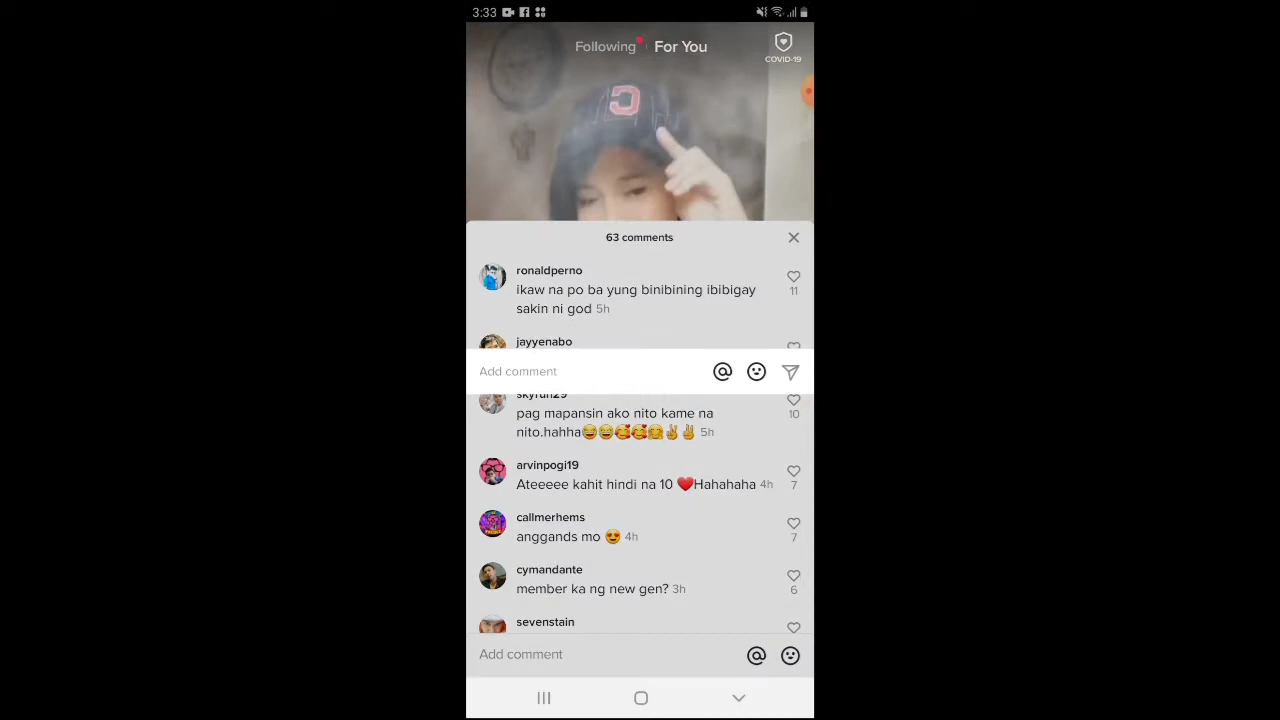 3:33
Following
For You
COVID-19
C
63 comments
ronaldperno
ikaw na po ba yung binibining ibibigay
sakin ni god 5h
11
jayyenabo
Add comment
skyrun29
pag mapansin ako nito kame na
nito.hahha😂😂🥰🥰🤗✌✌ 5h
10
arvinpogi19
Ateeeee kahit hindi na 10 ❤Hahahaha 4h
7
callmerhems
anggands mo 😍 4h
7
cymandante
member ka ng new gen? 3h
6
sevenstain
Add comment